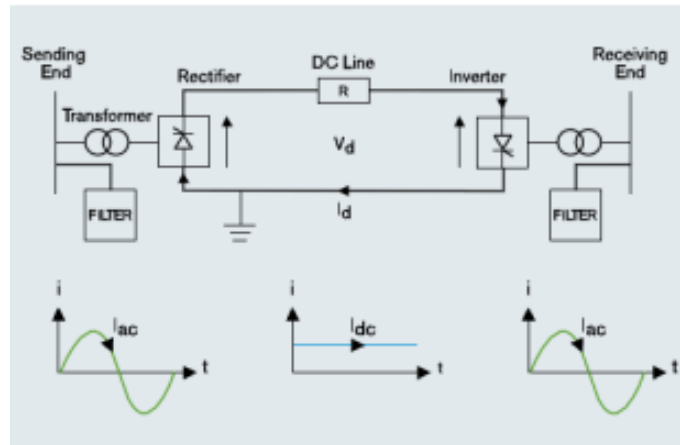 Sending
End
Rectifier
DC Line
R
Inverter
Receiving
End
Transformer
Vd
FILTER
Id
FILTER
i
Iac
t
i
Idc
t
i
Iac
t